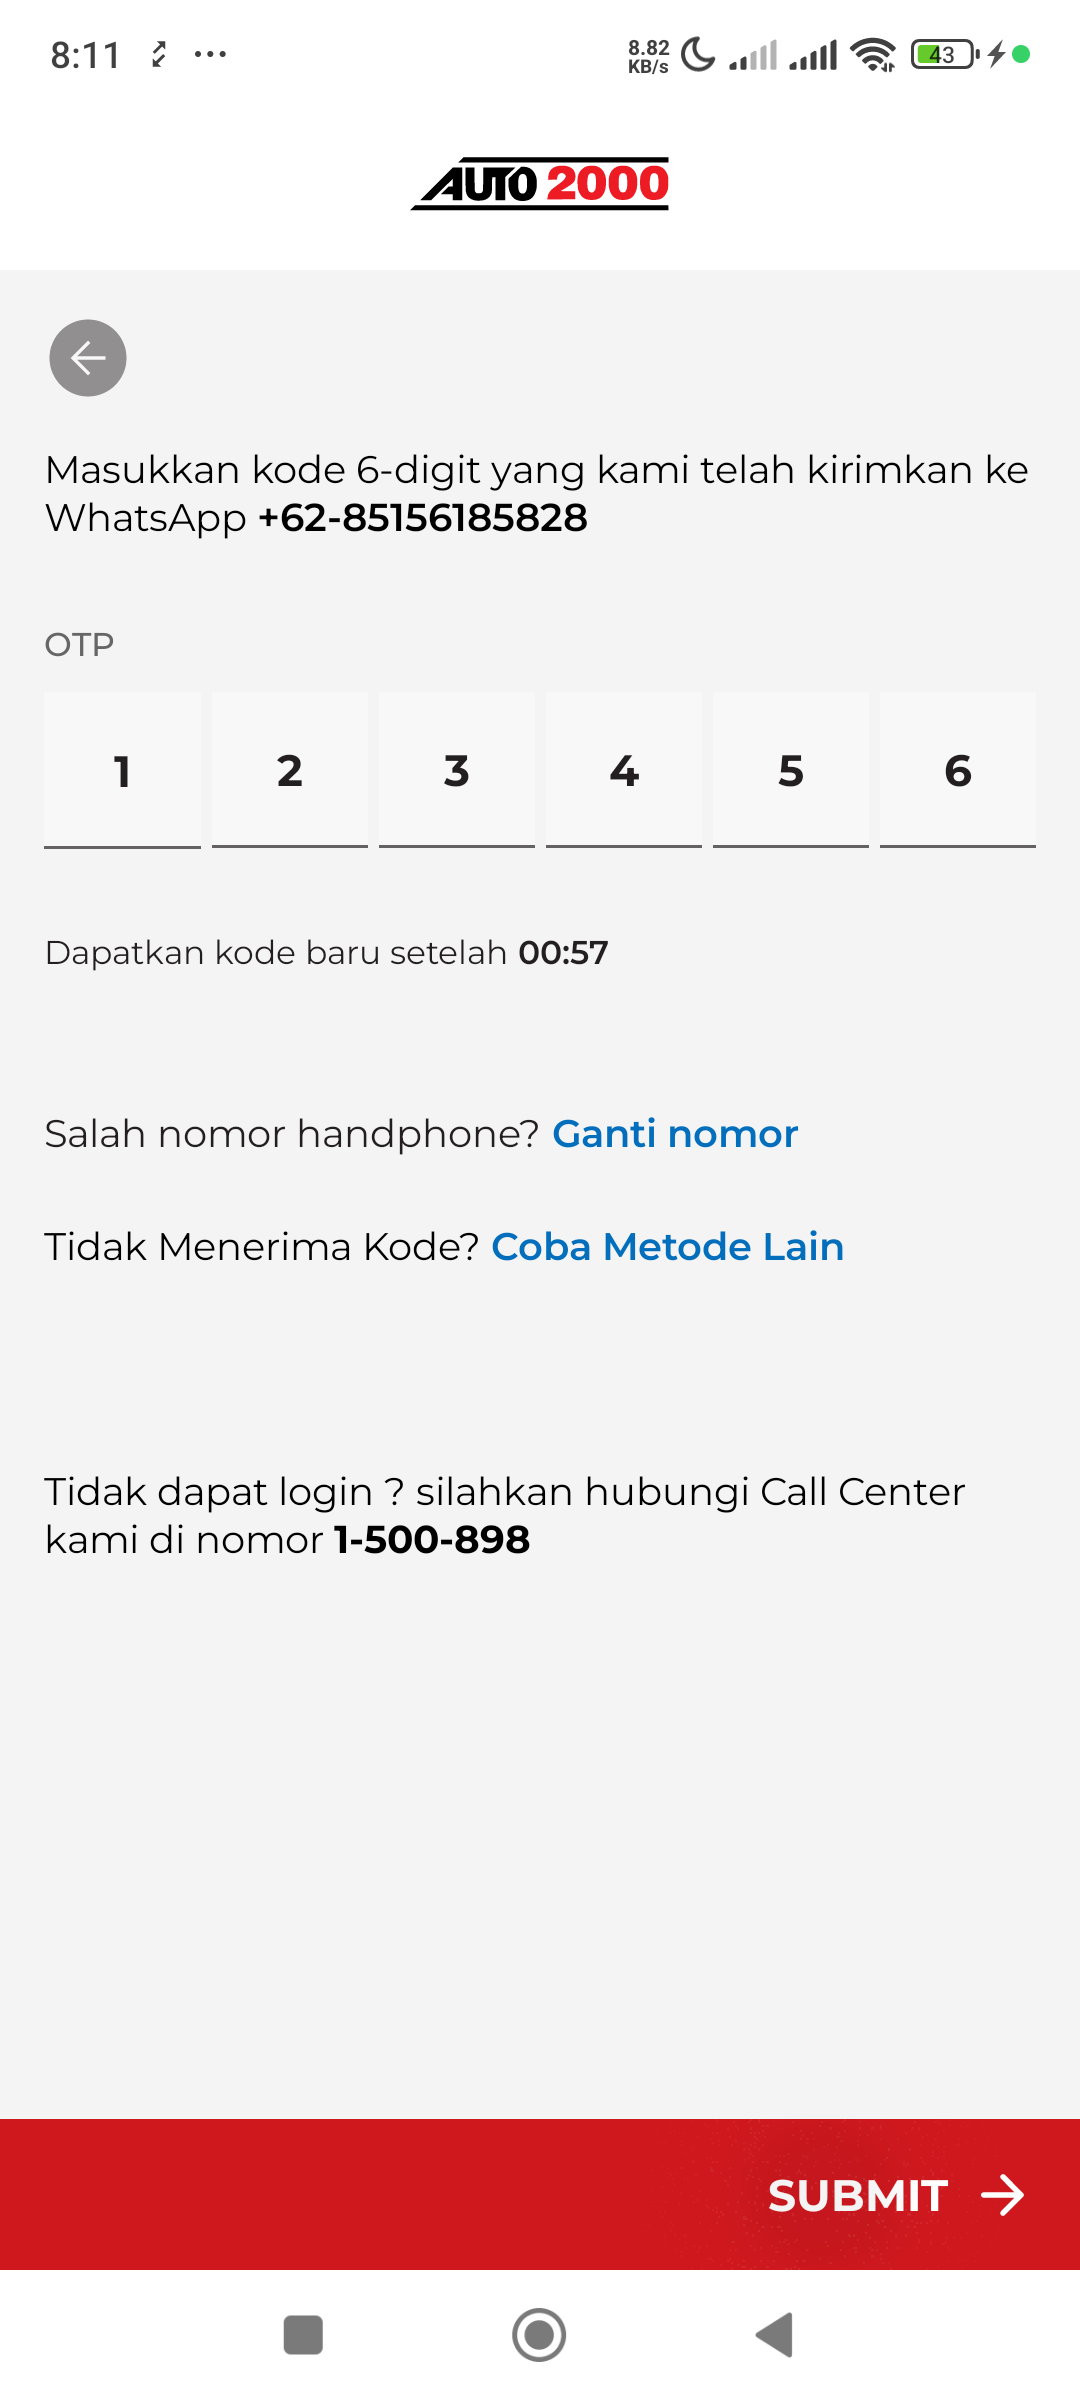 8:11
8.82
KB/s
43
AUTO 2000
Masukkan kode 6-digit yang kami telah kirimkan ke
WhatsApp +62-85156185828
OTP
1 2 3 4 5 6
Dapatkan kode baru setelah 00:57
Salah nomor handphone? Ganti nomor
Tidak Menerima Kode? Coba Metode Lain
Tidak dapat login ? silahkan hubungi Call Center
kami di nomor 1-500-898
SUBMIT